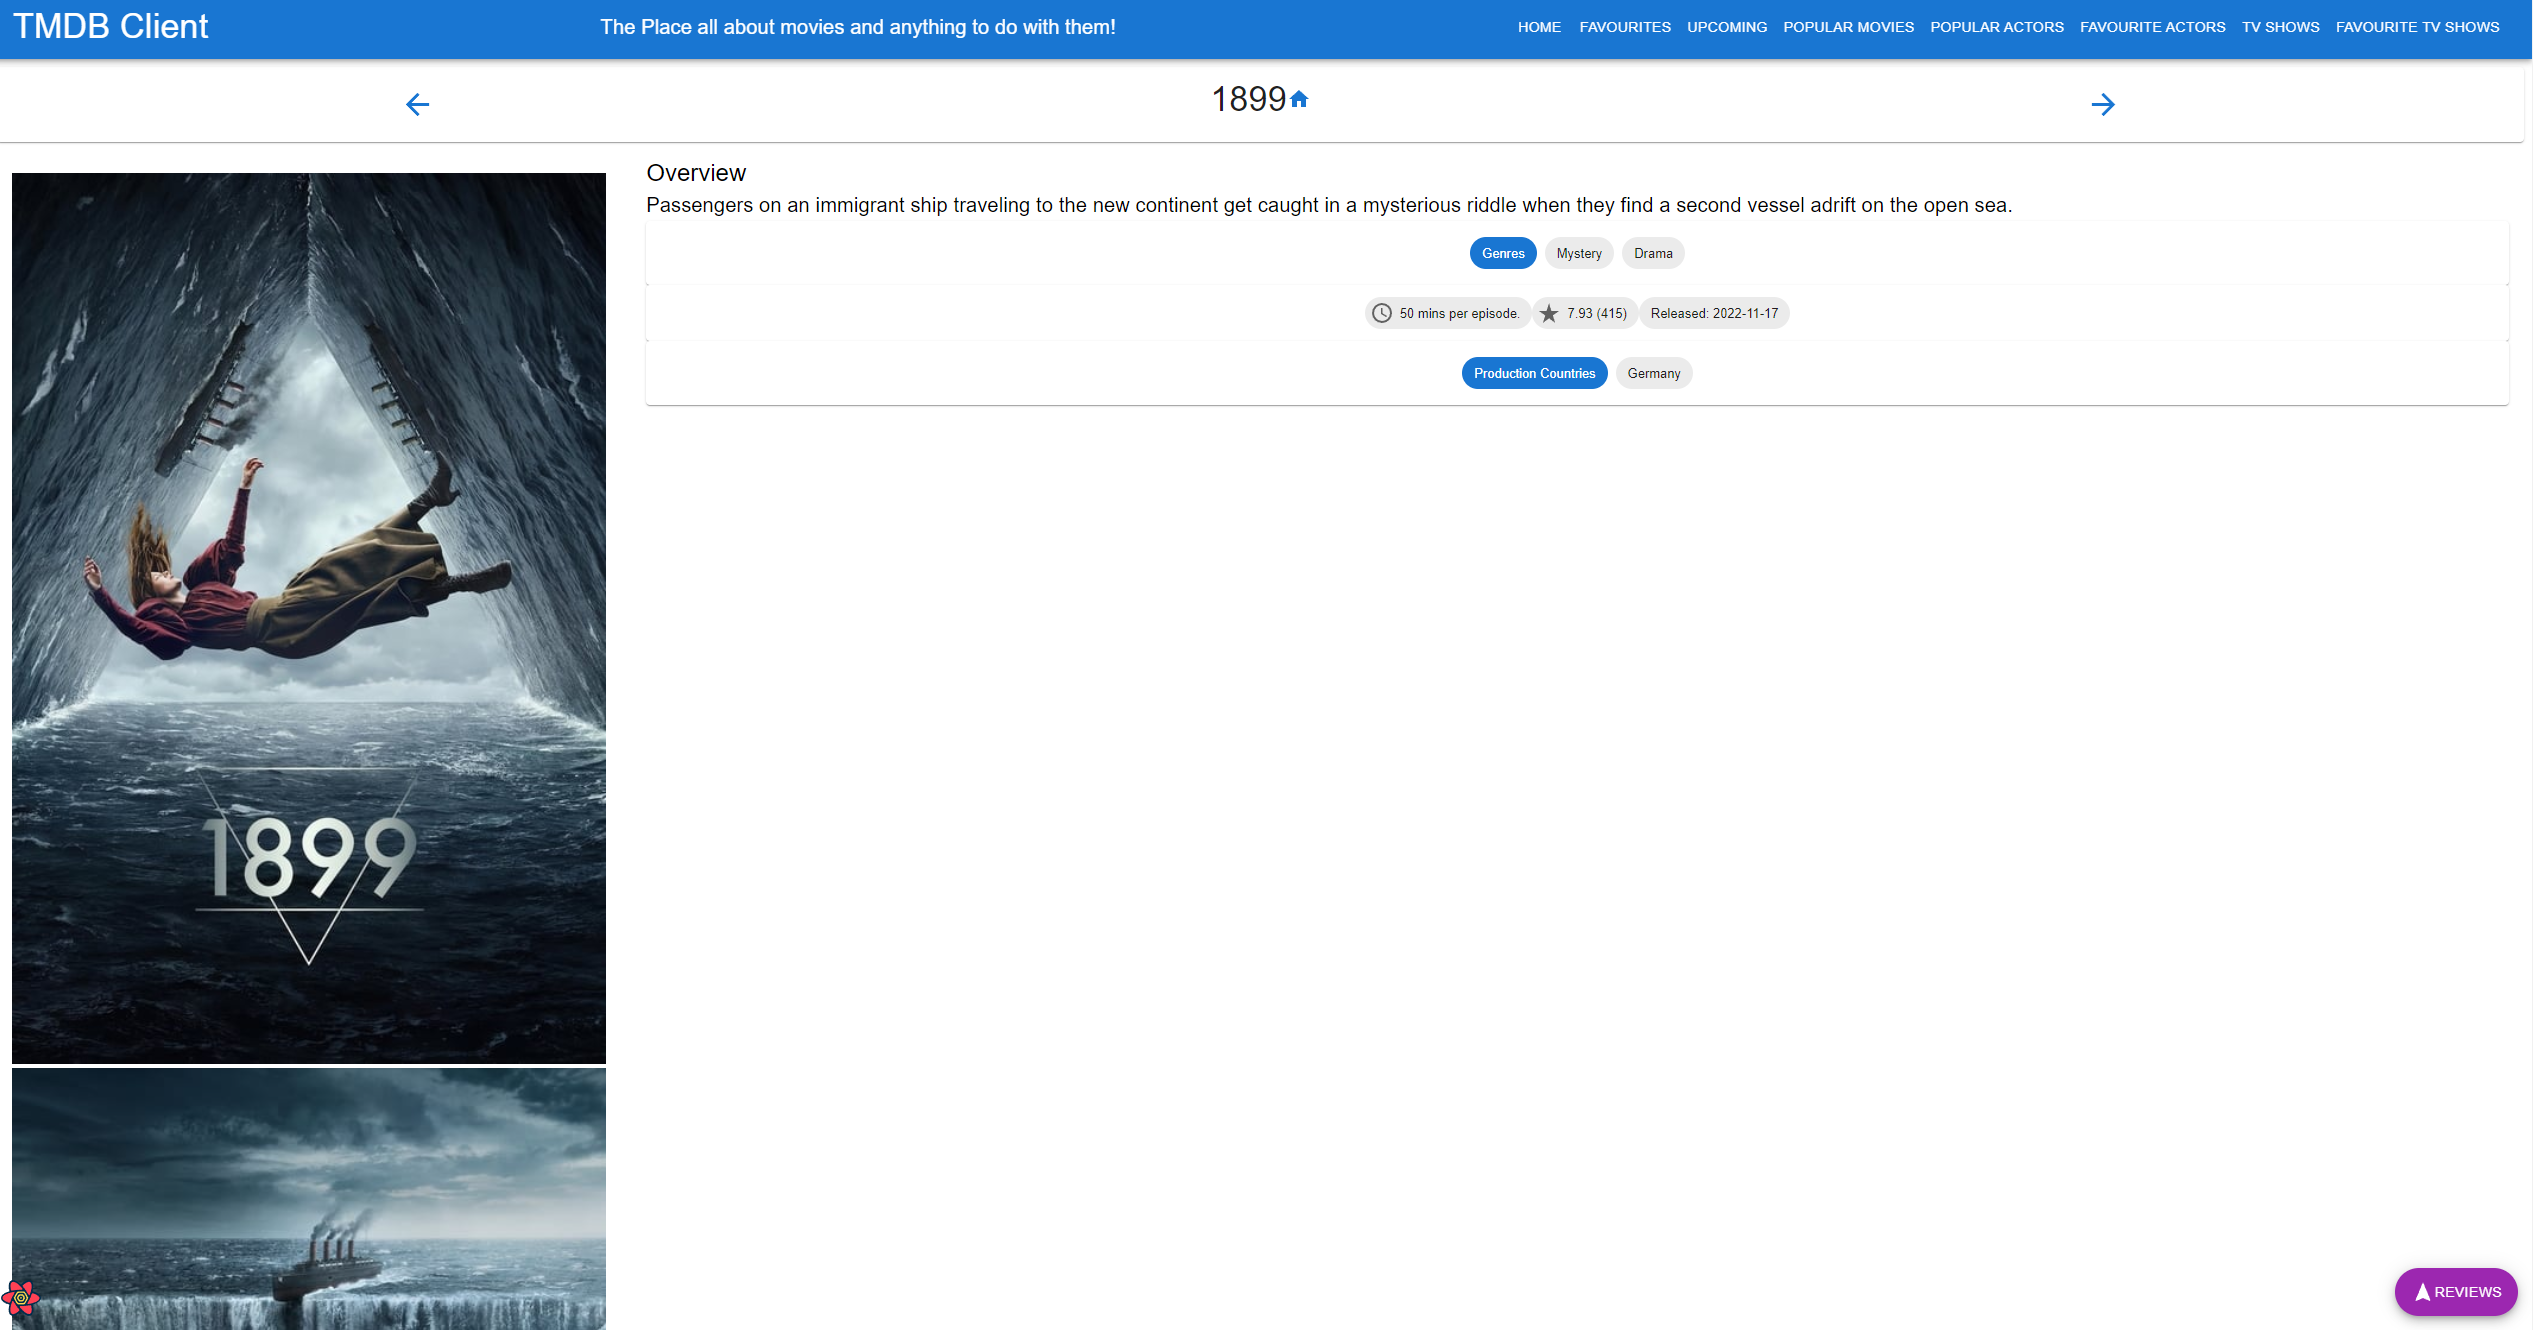 TMDB Client
The Place all about movies and anything to do with them!
HOME FAVOURITES UPCOMING POPULAR MOVIES POPULAR ACTORS FAVOURITE ACTORS TV SHOWS FAVOURITE TV SHOWS
1899
Overview
Passengers on an immigrant ship traveling to the new continent get caught in a mysterious riddle when they find a second vessel adrift on the open sea.
Genres Mystery Drama
50 mins per episode. 7.93 (415) Released: 2022-11-17
Production Countries Germany
1899
REVIEWS